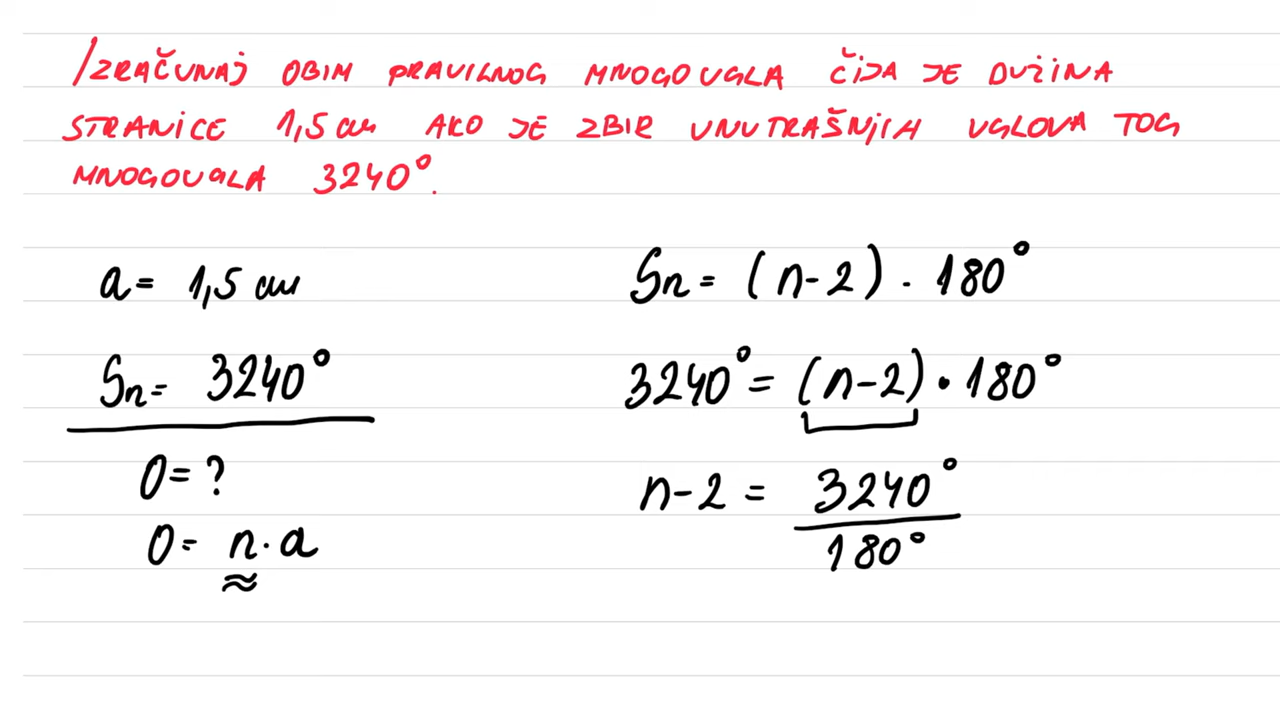 IZRAČUNAJ OBIM PRAVILNOG MNOGOUGLA ČIJA JE DUŽINA
STRANICE 1,5 cm AKO JE ZBIR UNUTRAŠNJIH UGLOVA TOG
MNOGOUGLA 3240°.
a = 1,5 cm
Sn = 3240°
O = ?
O = n · a
Sn = (n-2) · 180°
3240° = (n-2) · 180°
n-2 = 3240°
180°